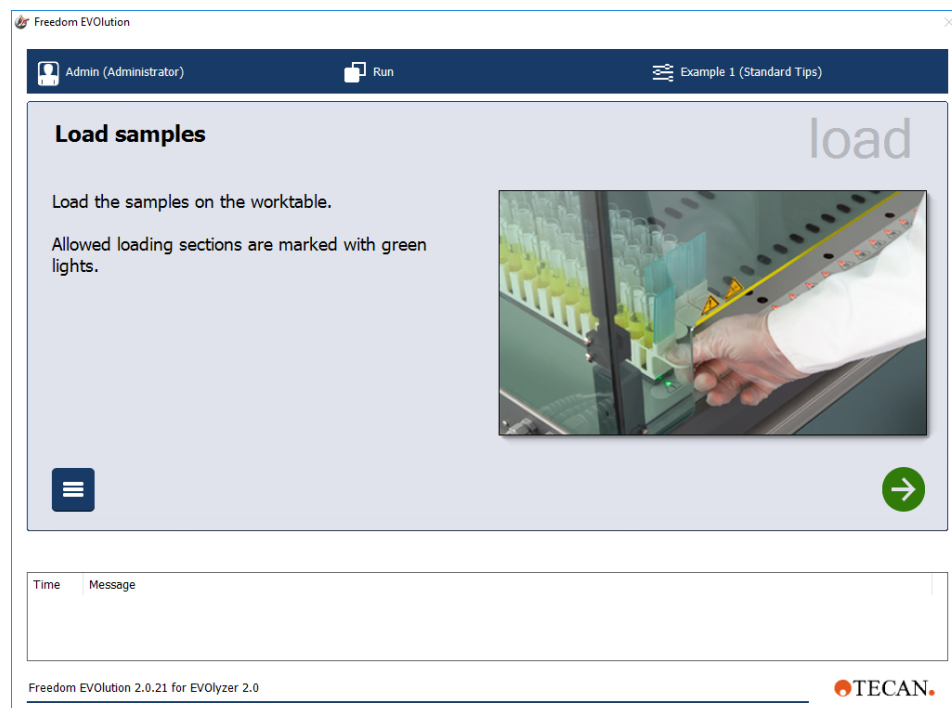 Freedom EVOlution
Admin (Administrator)
Run
Example 1 (Standard Tips)
Load samples
load
Load the samples on the worktable.
Allowed loading sections are marked with green
lights.
Time Message
Freedom EVOlution 2.0.21 for EVOlyzer 2.0
TECAN.